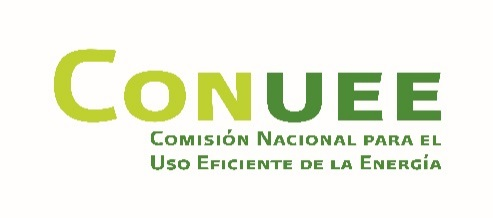 CONUEE
COMISIÓN NACIONAL PARA EL
USO EFICIENTE DE LA ENERGÍA